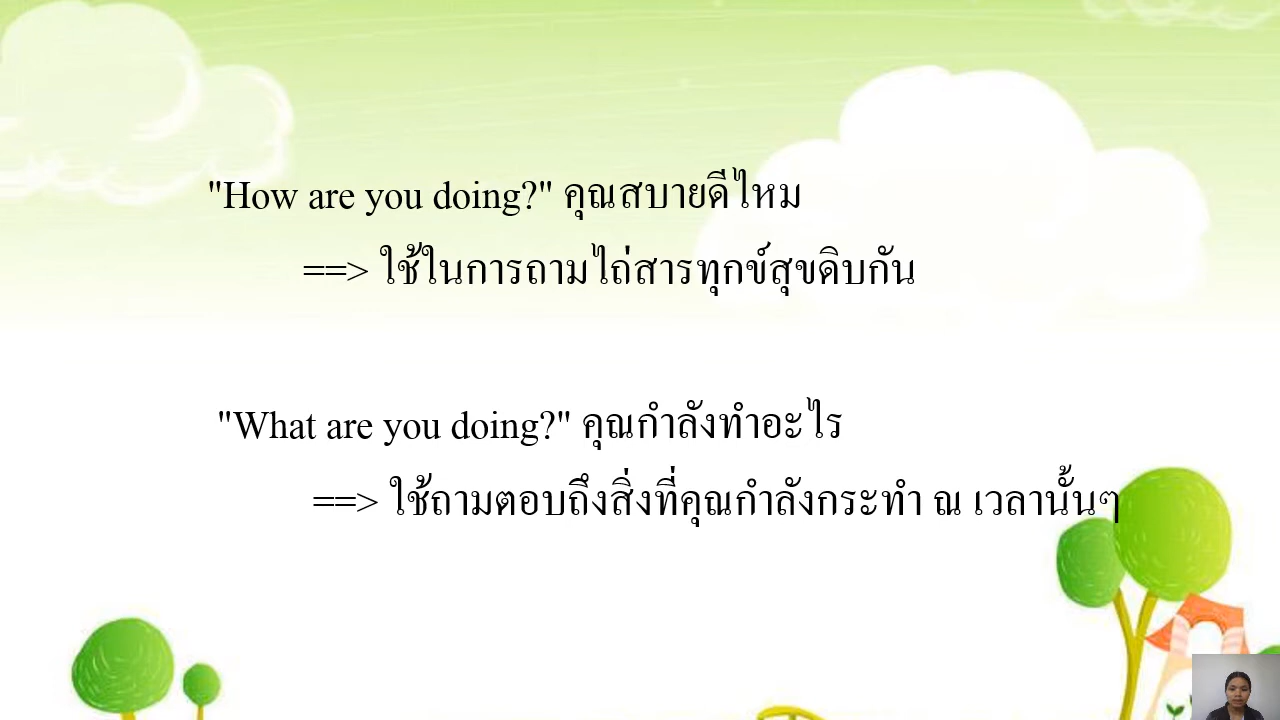 "How are you doing?" คุณสบายดีไหม
==> ใช้ในการถามไถ่สารทุกข์สุขดิบกัน
"What are you doing?" คุณกำลังทำอะไร
==> ใช้ถามตอบถึงสิ่งที่คุณกำลังกระทำ ณ เวลานั้นๆ